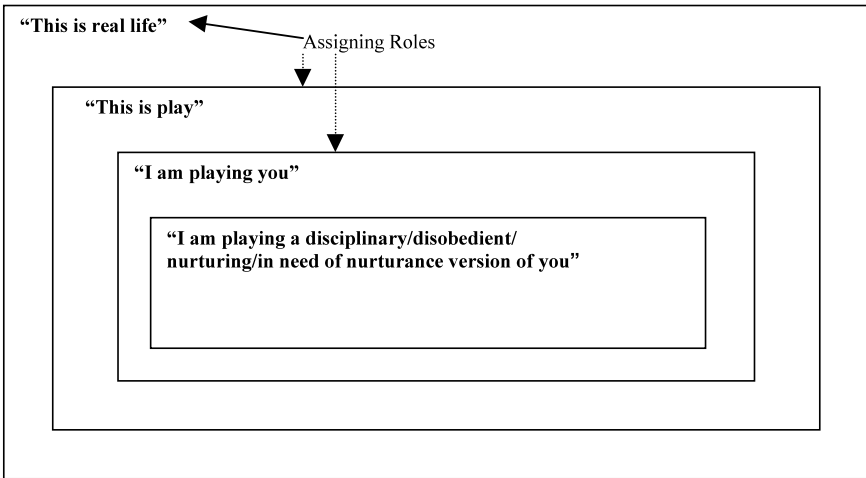 “This is real life”
Assigning Roles
“This is play”
“I am playing you”
“I am playing a disciplinary/disobedient/
nurturing/in need of nurturance version of you”